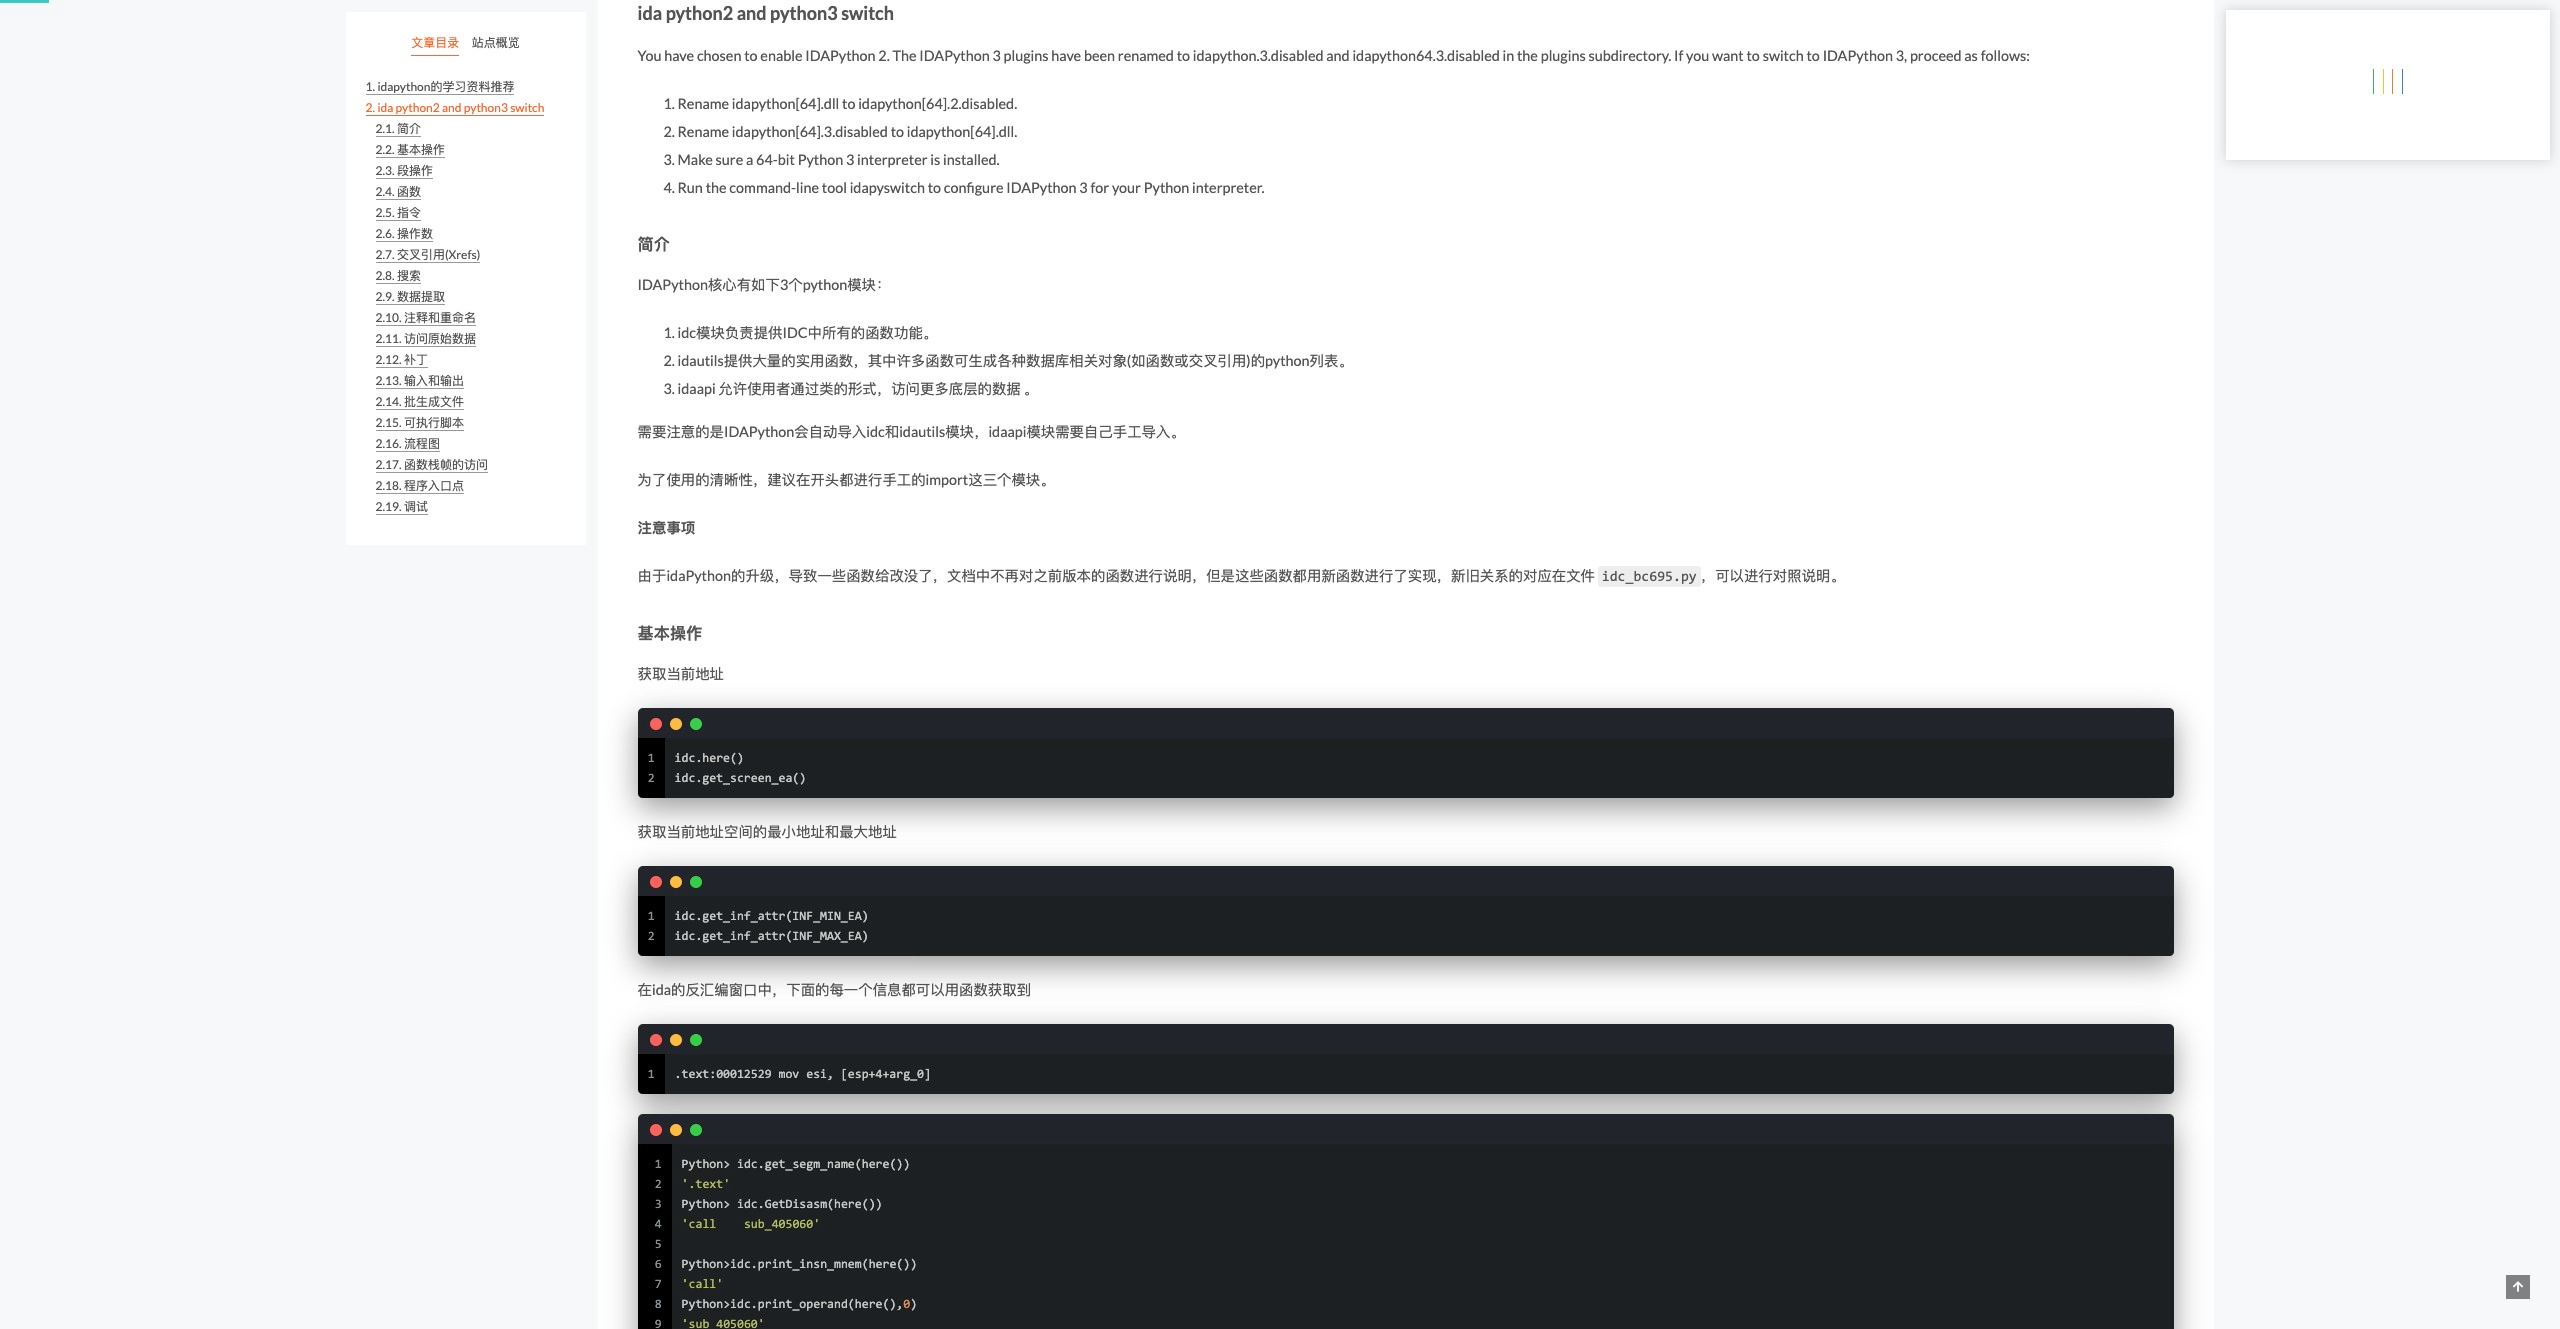 文章目录 站点概览
1. idapython的学习资料推荐
2. ida python2 and python3 switch
2.1. 简介
2.2. 基本操作
2.3. 段操作
2.4. 函数
2.5. 指令
2.6. 操作数
2.7. 交叉引用(Xrefs)
2.8. 搜索
2.9. 数据提取
2.10. 注释和重命名
2.11. 访问原始数据
2.12. 补丁
2.13. 输入和输出
2.14. 批生成文件
2.15. 可执行脚本
2.16. 流程图
2.17. 函数栈帧的访问
2.18. 程序入口点
2.19. 调试
ida python2 and python3 switch
You have chosen to enable IDAPython 2. The IDAPython 3 plugins have been renamed to idapython.3.disabled and idapython64.3.disabled in the plugins subdirectory. If you want to switch to IDAPython 3, proceed as follows:
1. Rename idapython[64].dll to idapython[64].2.disabled.
2. Rename idapython[64].3.disabled to idapython[64].dll.
3. Make sure a 64-bit Python 3 interpreter is installed.
4. Run the command-line tool idapyswitch to configure IDAPython 3 for your Python interpreter.
简介
IDAPython核心有如下3个python模块：
1. idc模块负责提供IDC中所有的函数功能。
2. idautils提供大量的实用函数，其中许多函数可生成各种数据库相关对象(如函数或交叉引用)的python列表。
3. idaapi 允许使用者通过类的形式，访问更多底层的数据 。
需要注意的是IDAPython会自动导入idc和idautils模块，idaapi模块需要自己手工导入。
为了使用的清晰性，建议在开头都进行手工的import这三个模块。
注意事项
由于idaPython的升级，导致一些函数给改没了，文档中不再对之前版本的函数进行说明，但是这些函数都用新函数进行了实现，新旧关系的对应在文件 idc_bc695.py，可以进行对照说明。
基本操作
获取当前地址
1 idc.here()
2 idc.get_screen_ea()
获取当前地址空间的最小地址和最大地址
1 idc.get_inf_attr(INF_MIN_EA)
2 idc.get_inf_attr(INF_MAX_EA)
在ida的反汇编窗口中，下面的每一个信息都可以用函数获取到
1 .text:00012529 mov esi, [esp+4+arg_0]
1 Python> idc.get_segm_name(here())
2 '.text'
3 Python> idc.GetDisasm(here())
4 'call    sub_405060'
5
6 Python>idc.print_insn_mnem(here())
7 'call'
8 Python>idc.print_operand(here(),0)
9 'sub_405060'